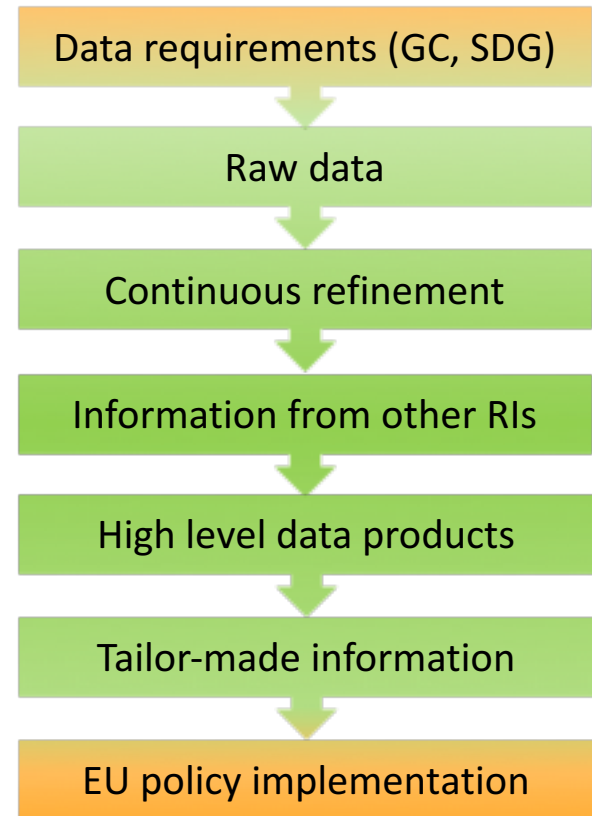 Data requirements (GC, SDG)
Raw data
Continuous refinement
Information from other RIs
High level data products
Tailor-made information
EU policy implementation